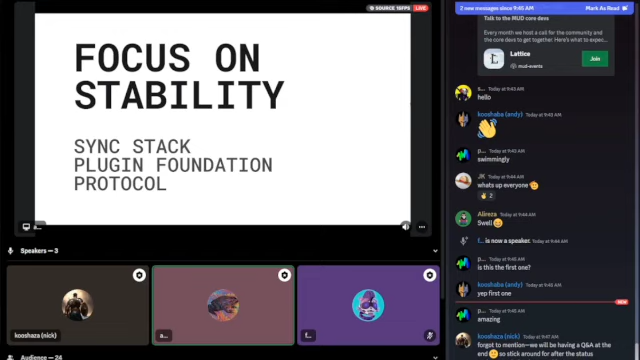 SOURCE 15FPS LIVE
FOCUS ON
STABILITY
SYNC STACK
PLUGIN FOUNDATION
PROTOCOL
a...
Speakers — 3
kooshaza (nick)
a...
f...
Audience — 24
2 new messages since 9:45 AM
Mark As Read
Talk to the MUD core devs
Every month we host a call for the community
and the core devs to get together. Here's what to expec...
Lattice
mud-events
Join
s... Today at 9:43 AM
hello
kooshaba (andy) Today at 9:43 AM
👋
p... Today at 9:43 AM
swimmingly
JK Today at 9:44 AM
whats up everyone
2
Alireza Today at 9:44 AM
Swell
f... is now a speaker. Today at 9:44 AM
p... Today at 9:45 AM
is this the first one?
kooshaba (andy) Today at 9:45 AM
yep first one
NEW
p... Today at 9:45 AM
amazing
kooshaza (nick) Today at 9:47 AM
forgot to mention—we will be having a Q&A at the
end so stick around for after the status